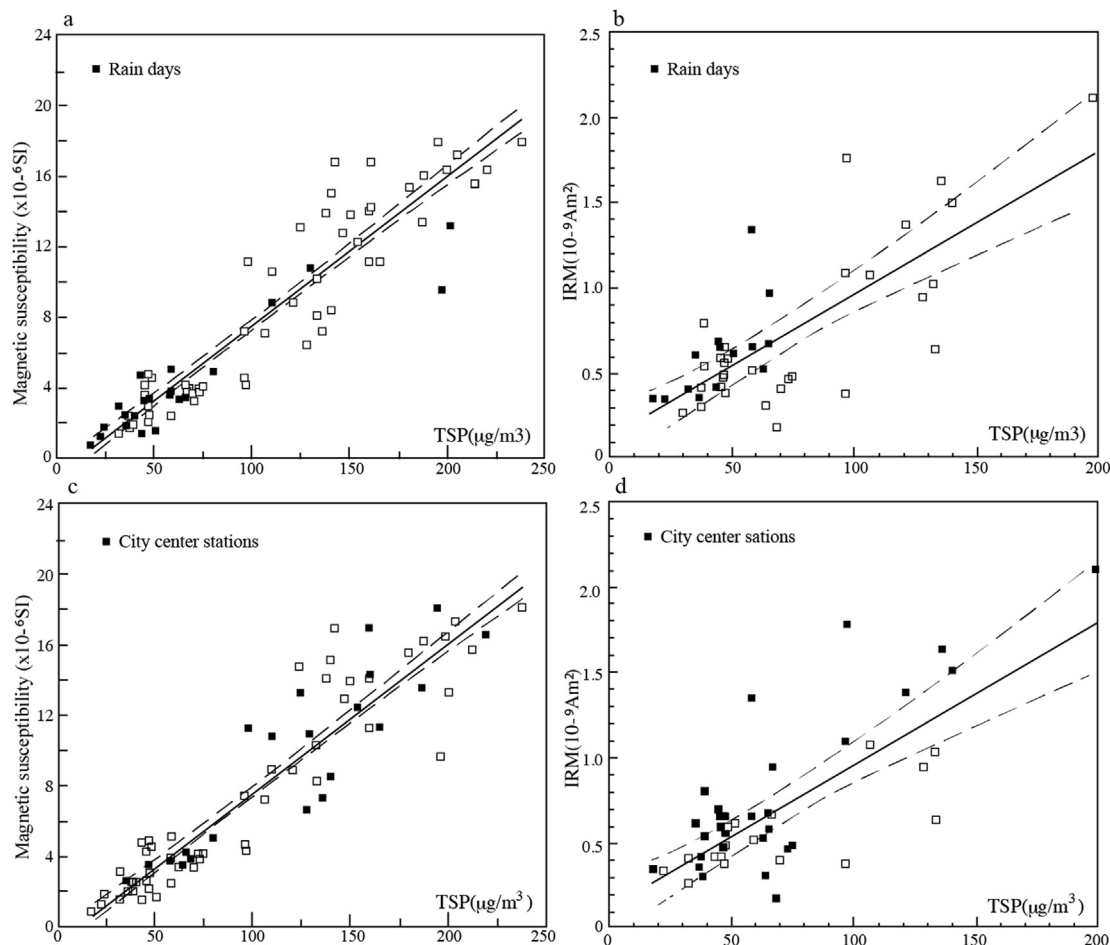 a
24
20
16
12
8
4
0
Magnetic susceptibility (x10-⁶SI)
■ Rain days
TSP(μg/m3)
0 50 100 150 200 250
b
2.5
2.0
1.5
1.0
0.5
0
IRM(10-⁹Am²)
■ Rain days
TSP(μg/m3)
0 50 100 150 200
c
24
20
16
12
8
4
0
Magnetic susceptibility (x10-⁶SI)
■ City center stations
TSP(μg/m³)
0 50 100 150 200 250
d
2.5
2.0
1.5
1.0
0.5
0
IRM(10-⁹Am²)
■ City center sations
TSP(μg/m³)
0 50 100 150 200